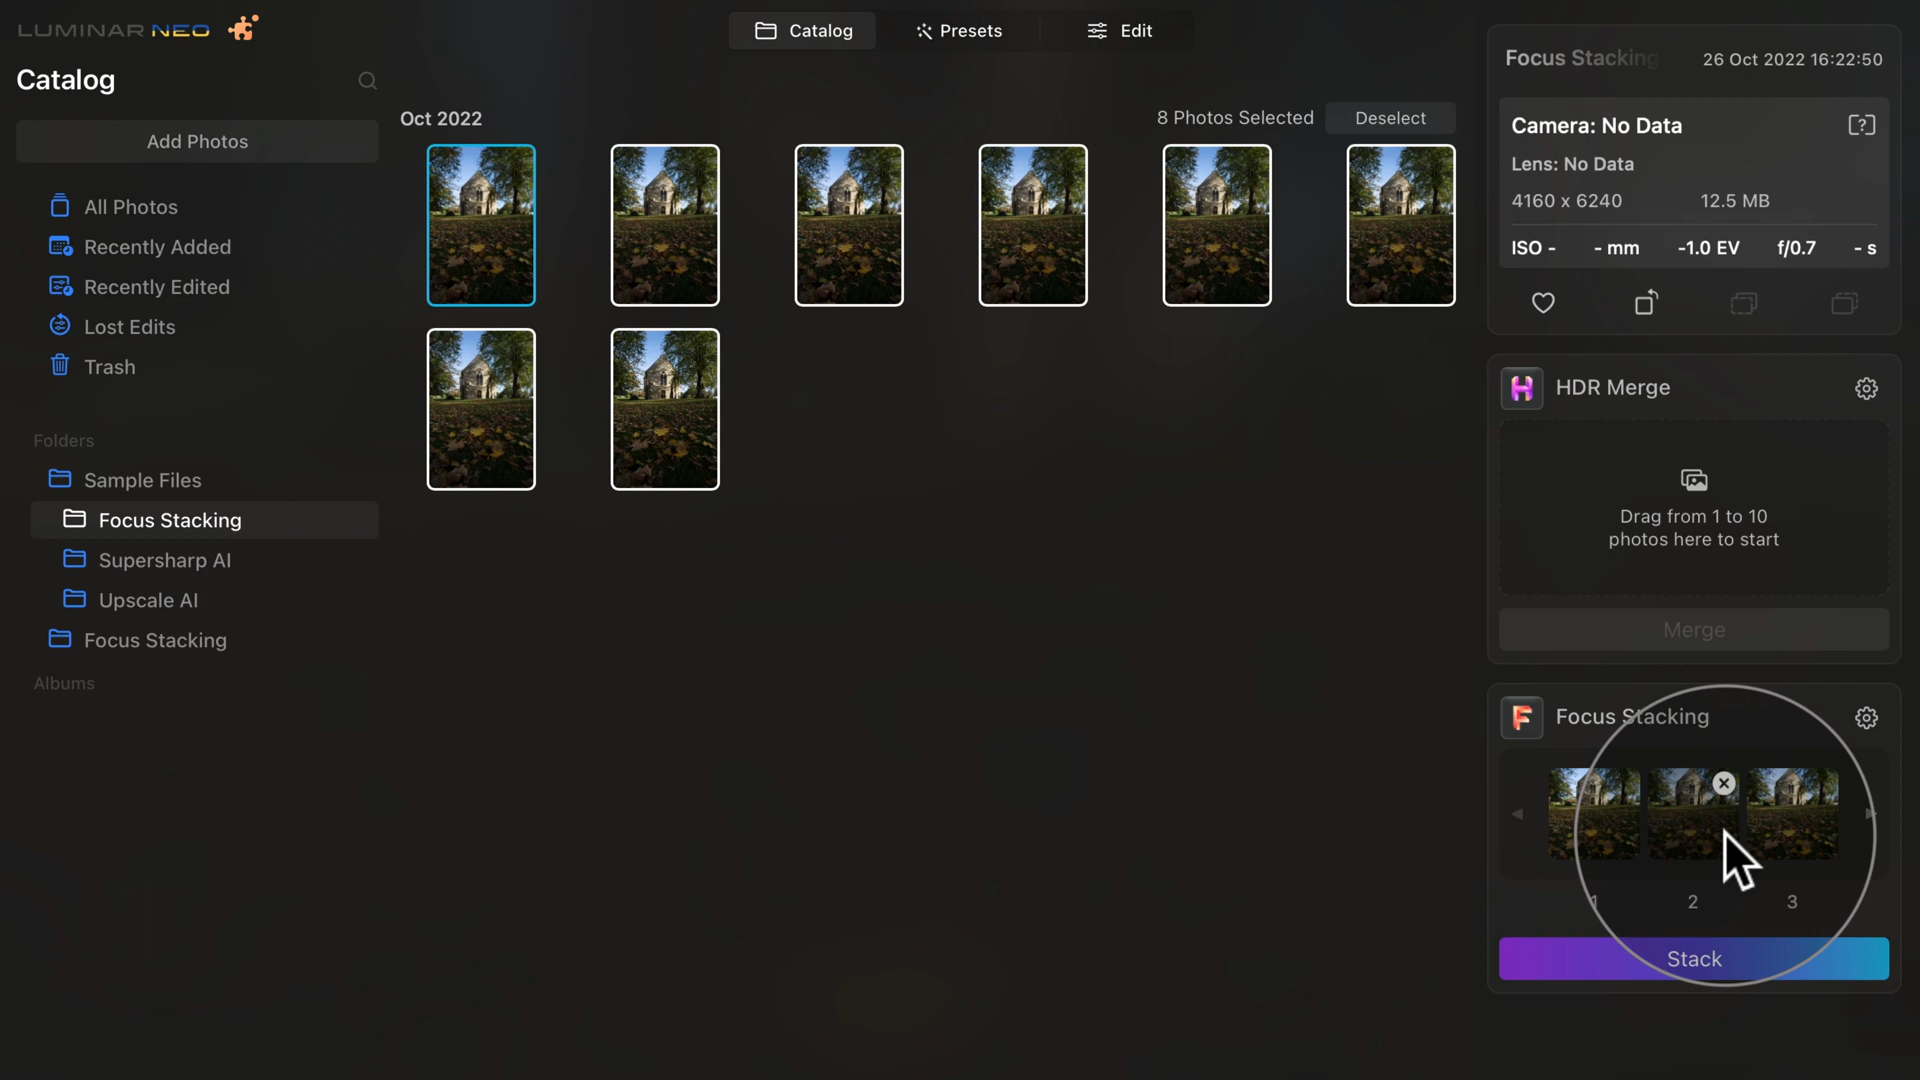 LUMINAR NEO
Catalog
Presets
Edit
Catalog
Add Photos
All Photos
Recently Added
Recently Edited
Lost Edits
Trash
Folders
Sample Files
Focus Stacking
Supersharp AI
Upscale AI
Focus Stacking
Albums
Oct 2022
8 Photos Selected
Deselect
Focus Stacking
26 Oct 2022 16:22:50
Camera: No Data
Lens: No Data
4160 x 6240 12.5 MB
ISO - - mm -1.0 EV f/0.7 - s
HDR Merge
Drag from 1 to 10
photos here to start
Merge
Focus Stacking
1 2 3
Stack